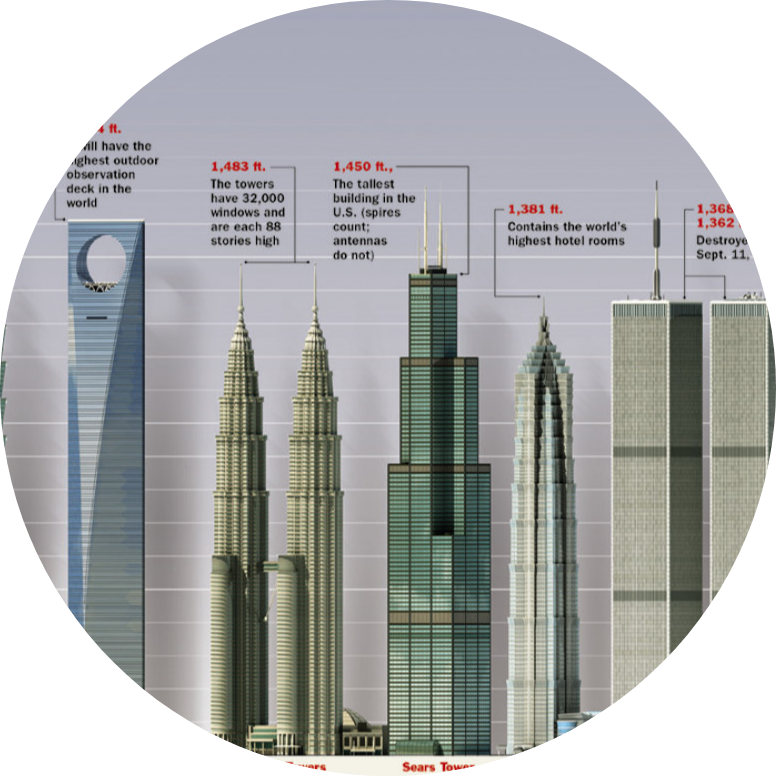 ft.
will have the
highest outdoor
observation
deck in the
world
1,483 ft.
The towers
have 32,000
windows and
are each 88
stories high
1,450 ft.,
The tallest
building in the
U.S. (spires
count;
antennas
do not)
1,381 ft.
Contains the world's
highest hotel rooms
1,368
1,362
Destroye
Sept. 11,
Towers
Sears Tower